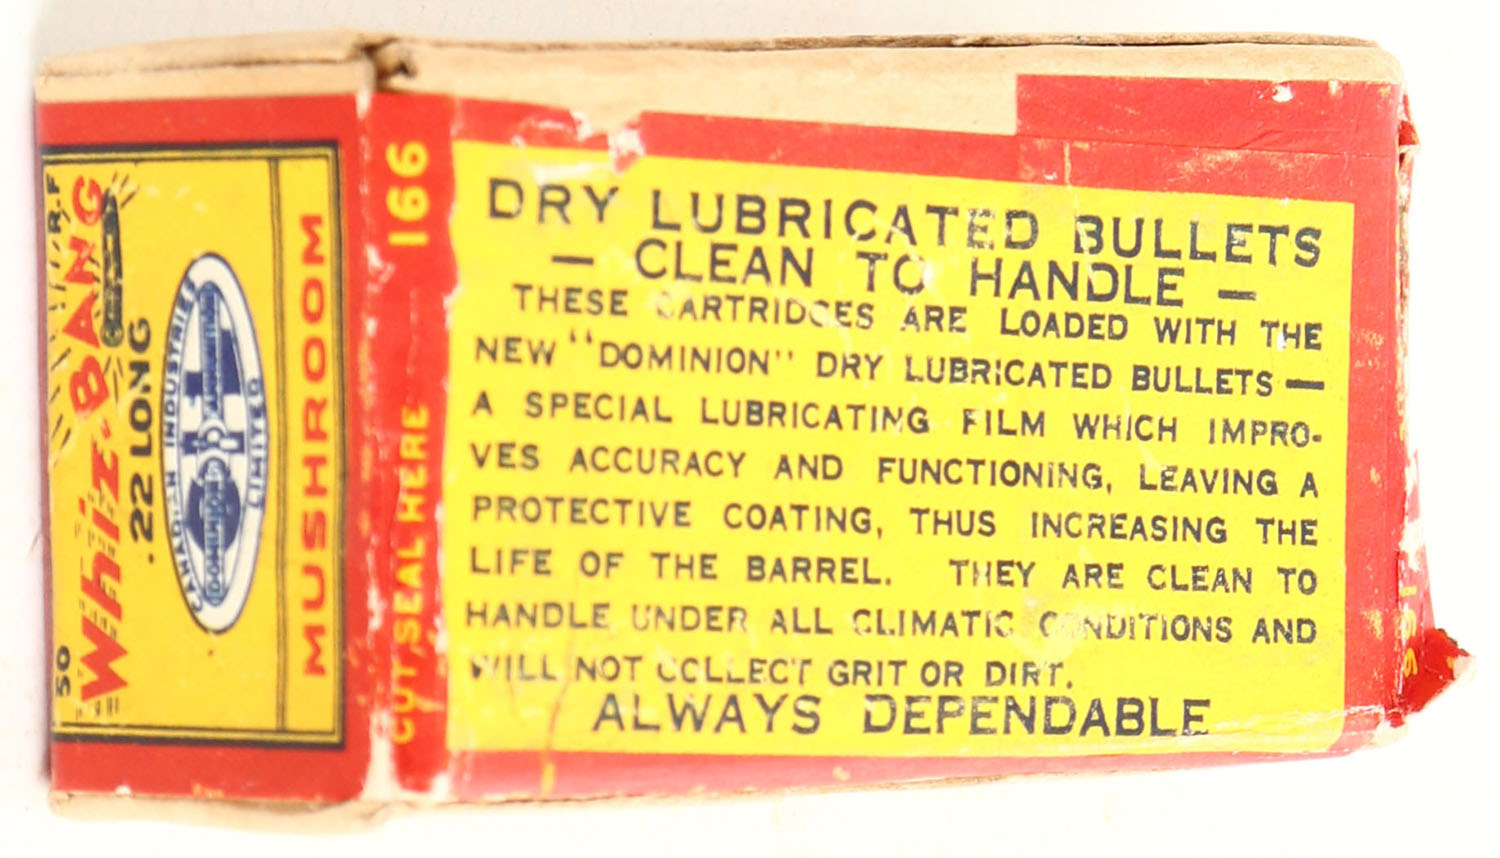 50 Whiz-BANG R.F
.22 LONG
CANADIAN INDUSTRIES
DOMINION
LIMITED
MUSHROOM
CUT SEAL HERE 166
DRY LUBRICATED BULLETS
— CLEAN TO HANDLE —
THESE CARTRIDGES ARE LOADED WITH THE
NEW "DOMINION" DRY LUBRICATED BULLETS —
A SPECIAL LUBRICATING FILM WHICH IMPRO-
VES ACCURACY AND FUNCTIONING, LEAVING A
PROTECTIVE COATING, THUS INCREASING THE
LIFE OF THE BARREL. THEY ARE CLEAN TO
HANDLE UNDER ALL CLIMATIC CONDITIONS AND
WILL NOT COLLECT GRIT OR DIRT.
ALWAYS DEPENDABLE